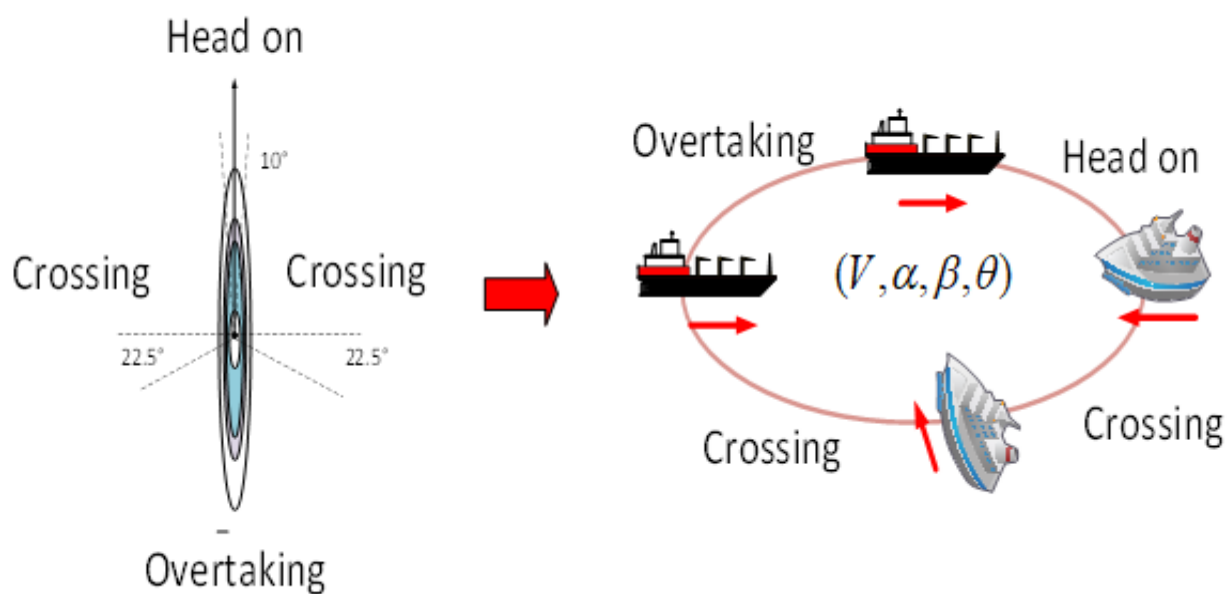 Head on
10°
Crossing
Crossing
22.5°
22.5°
Overtaking
Overtaking
Head on
(V,α,β,θ)
Crossing
Crossing